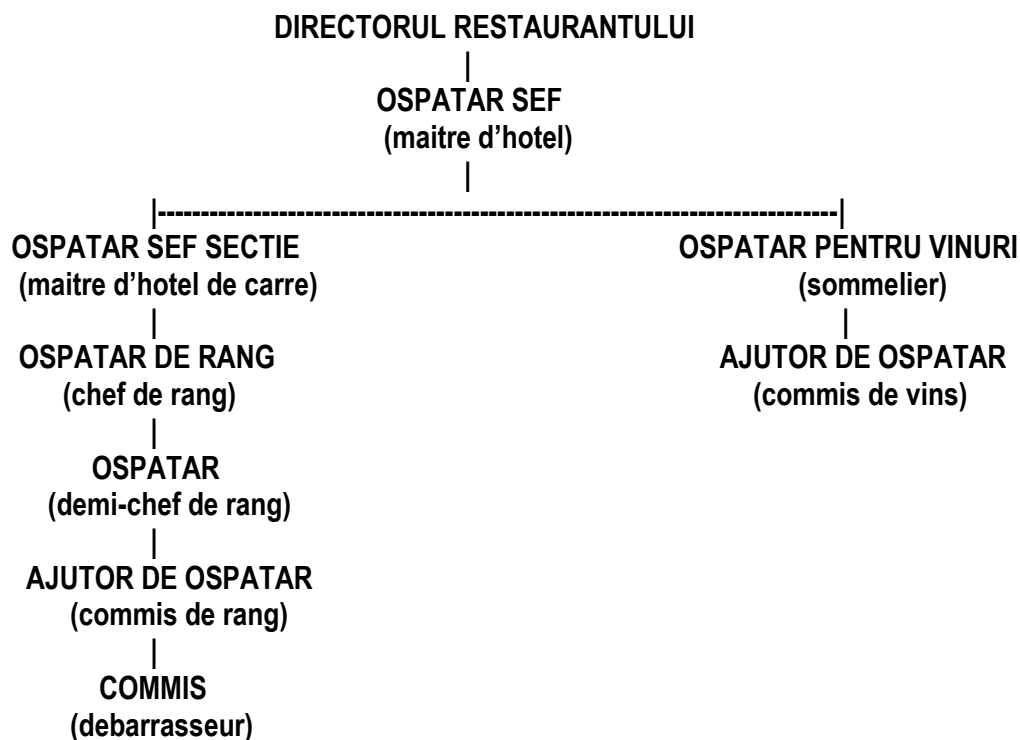 DIRECTORUL RESTAURANTULUI
|
OSPATAR SEF
(maitre d’hotel)
|
|-------------------------------------------------------------------------------|
OSPATAR SEF SECTIE OSPATAR PENTRU VINURI
(maitre d’hotel de carre) (sommelier)
| |
OSPATAR DE RANG AJUTOR DE OSPATAR
(chef de rang) (commis de vins)
|
OSPATAR
(demi-chef de rang)
|
AJUTOR DE OSPATAR
(commis de rang)
|
COMMIS
(debarrasseur)